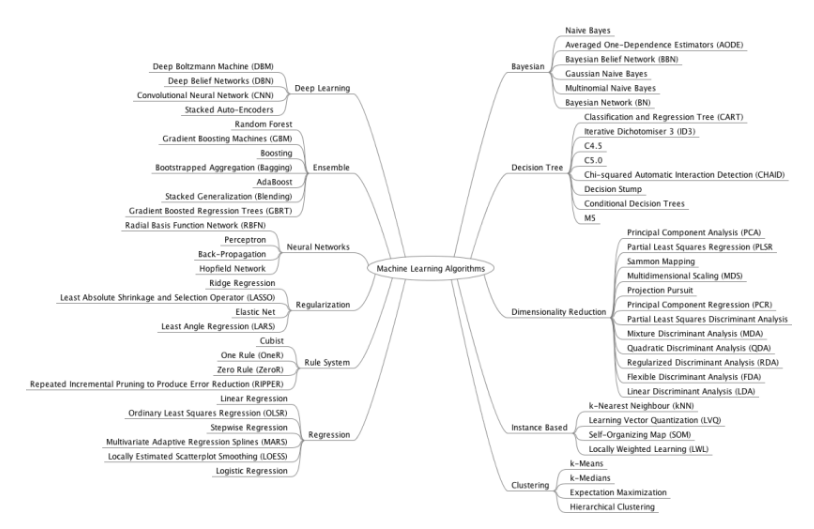 Machine Learning Algorithms
Deep Learning
Deep Boltzmann Machine (DBM)
Deep Belief Networks (DBN)
Convolutional Neural Network (CNN)
Stacked Auto-Encoders
Ensemble
Random Forest
Gradient Boosting Machines (GBM)
Boosting
Bootstrapped Aggregation (Bagging)
AdaBoost
Stacked Generalization (Blending)
Gradient Boosted Regression Trees (GBRT)
Neural Networks
Radial Basis Function Network (RBFN)
Perceptron
Back-Propagation
Hopfield Network
Regularization
Ridge Regression
Least Absolute Shrinkage and Selection Operator (LASSO)
Elastic Net
Least Angle Regression (LARS)
Rule System
Cubist
One Rule (OneR)
Zero Rule (ZeroR)
Repeated Incremental Pruning to Produce Error Reduction (RIPPER)
Regression
Linear Regression
Ordinary Least Squares Regression (OLSR)
Stepwise Regression
Multivariate Adaptive Regression Splines (MARS)
Locally Estimated Scatterplot Smoothing (LOESS)
Logistic Regression
Bayesian
Naive Bayes
Averaged One-Dependence Estimators (AODE)
Bayesian Belief Network (BBN)
Gaussian Naive Bayes
Multinomial Naive Bayes
Bayesian Network (BN)
Decision Tree
Classification and Regression Tree (CART)
Iterative Dichotomiser 3 (ID3)
C4.5
C5.0
Chi-squared Automatic Interaction Detection (CHAID)
Decision Stump
Conditional Decision Trees
M5
Dimensionality Reduction
Principal Component Analysis (PCA)
Partial Least Squares Regression (PLSR
Sammon Mapping
Multidimensional Scaling (MDS)
Projection Pursuit
Principal Component Regression (PCR)
Partial Least Squares Discriminant Analysis
Mixture Discriminant Analysis (MDA)
Quadratic Discriminant Analysis (QDA)
Regularized Discriminant Analysis (RDA)
Flexible Discriminant Analysis (FDA)
Linear Discriminant Analysis (LDA)
Instance Based
k-Nearest Neighbour (kNN)
Learning Vector Quantization (LVQ)
Self-Organizing Map (SOM)
Locally Weighted Learning (LWL)
Clustering
k-Means
k-Medians
Expectation Maximization
Hierarchical Clustering